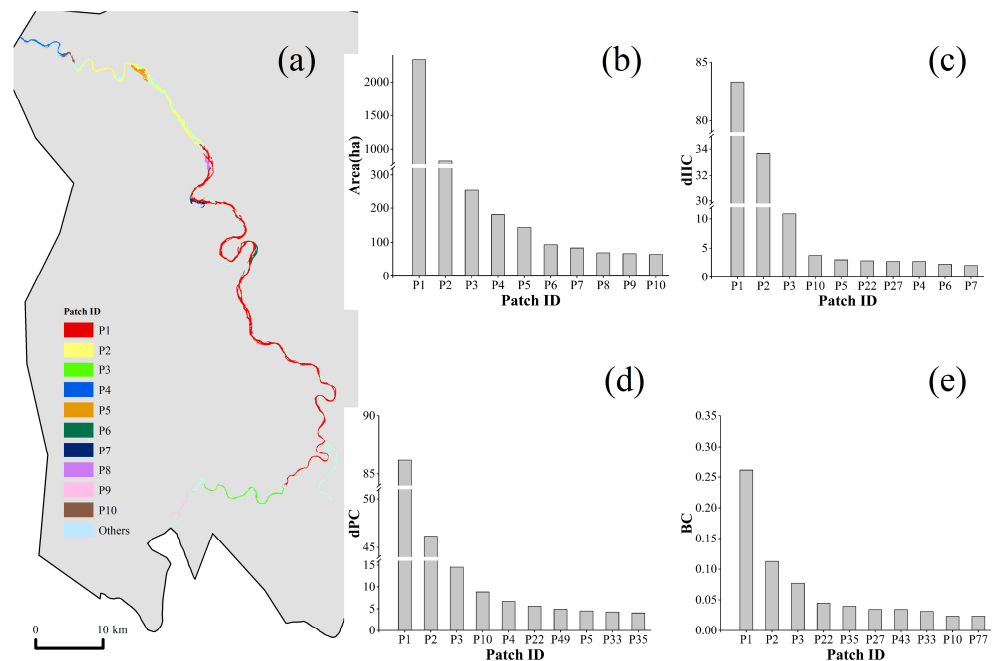 (a)
Patch ID
P1
P2
P3
P4
P5
P6
P7
P8
P9
P10
Others
0 10 km
(b)
Area(ha)
2000
1500
1000
300
200
100
0
P1 P2 P3 P4 P5 P6 P7 P8 P9 P10
Patch ID
(c)
dIIC
85
80
34
32
30
10
5
0
P1 P2 P3 P10 P5 P22 P27 P4 P6 P7
Patch ID
(d)
dPC
90
85
50
45
15
10
5
0
P1 P2 P3 P10 P4 P22 P49 P5 P33 P35
Patch ID
(e)
BC
0.35
0.30
0.25
0.20
0.15
0.10
0.05
0.00
P1 P2 P3 P22 P35 P27 P43 P33 P10 P77
Patch ID